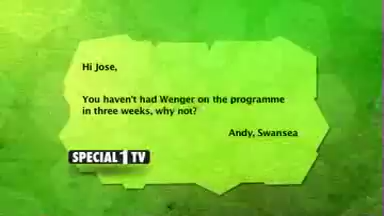 Hi Jose,
You haven't had Wenger on the programme
in three weeks, why not?
Andy, Swansea
SPECIAL 1 TV